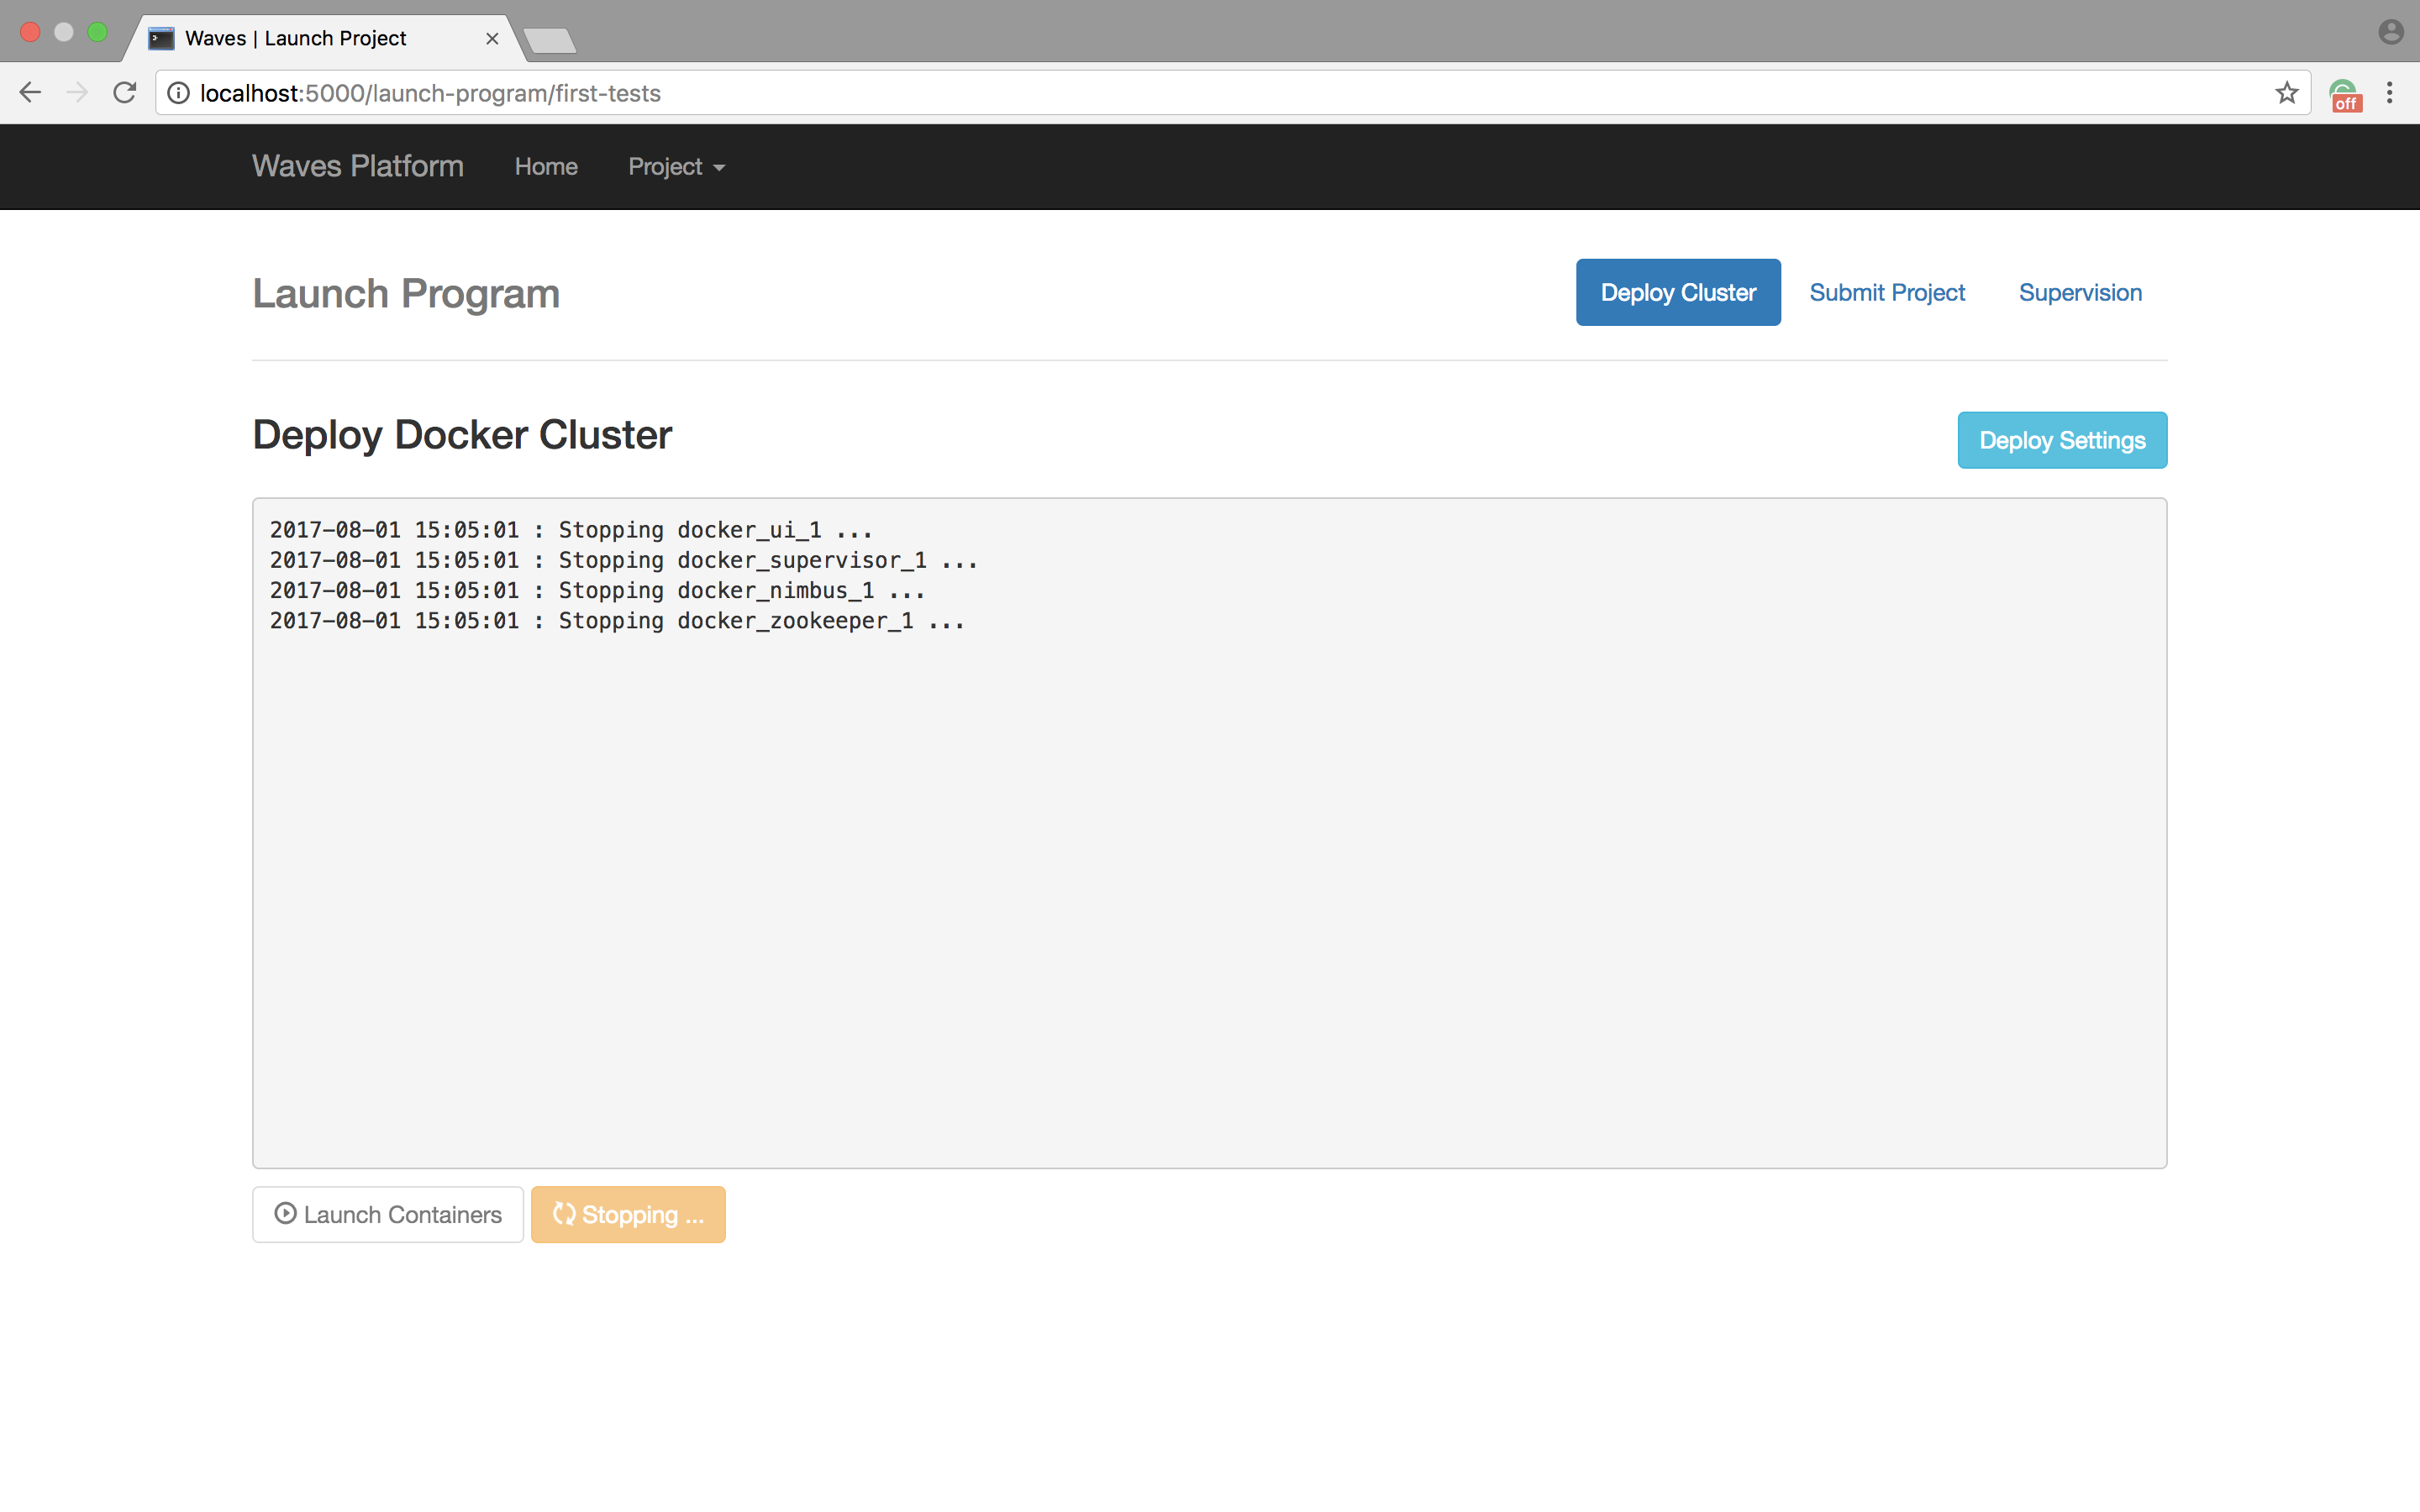 Waves | Launch Project
localhost:5000/launch-program/first-tests
off
Waves Platform Home Project
Launch Program Deploy Cluster Submit Project Supervision
Deploy Docker Cluster Deploy Settings
2017-08-01 15:05:01 : Stopping docker_ui_1 ...
2017-08-01 15:05:01 : Stopping docker_supervisor_1 ...
2017-08-01 15:05:01 : Stopping docker_nimbus_1 ...
2017-08-01 15:05:01 : Stopping docker_zookeeper_1 ...
Launch Containers Stopping ...